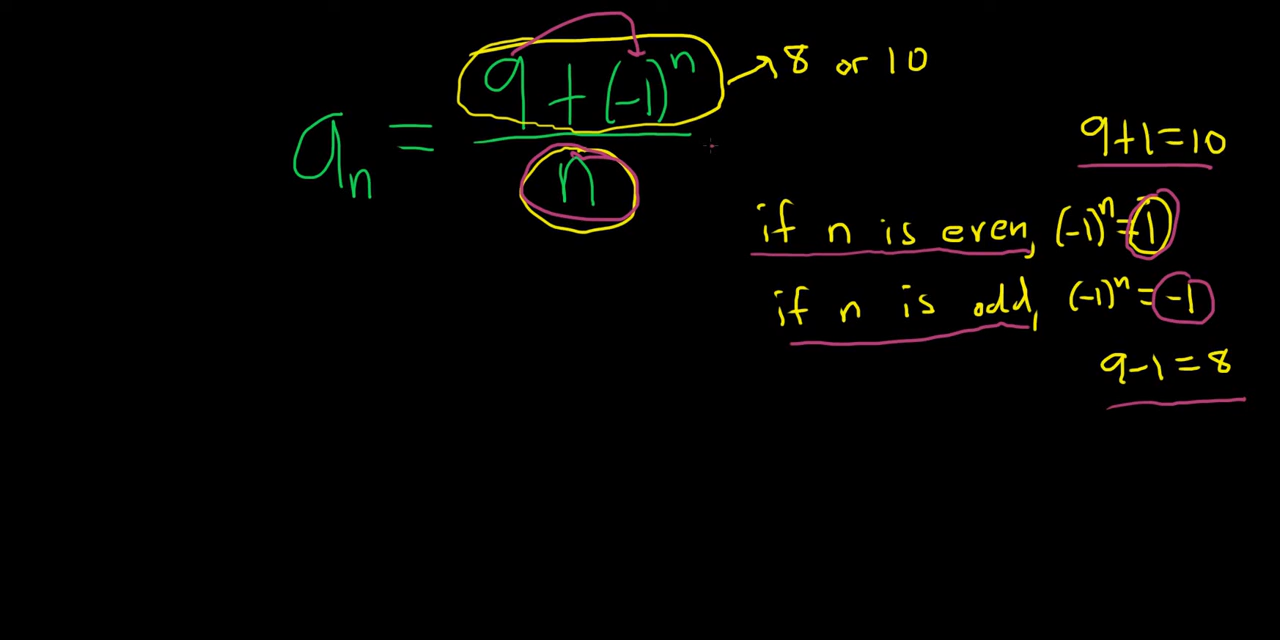 a_n = (9 + (-1)^n) / n
8 or 10
9+1=10
if n is even, (-1)^n = 1
if n is odd, (-1)^n = -1
9-1=8